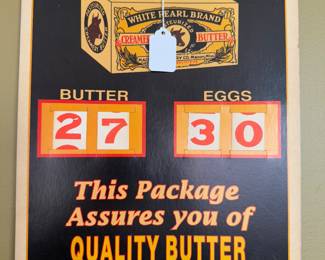 WHITE PEARL BRAND
CREAMERY BUTTER
BUTTER EGGS
27 30
This Package
Assures you of
QUALITY BUTTER